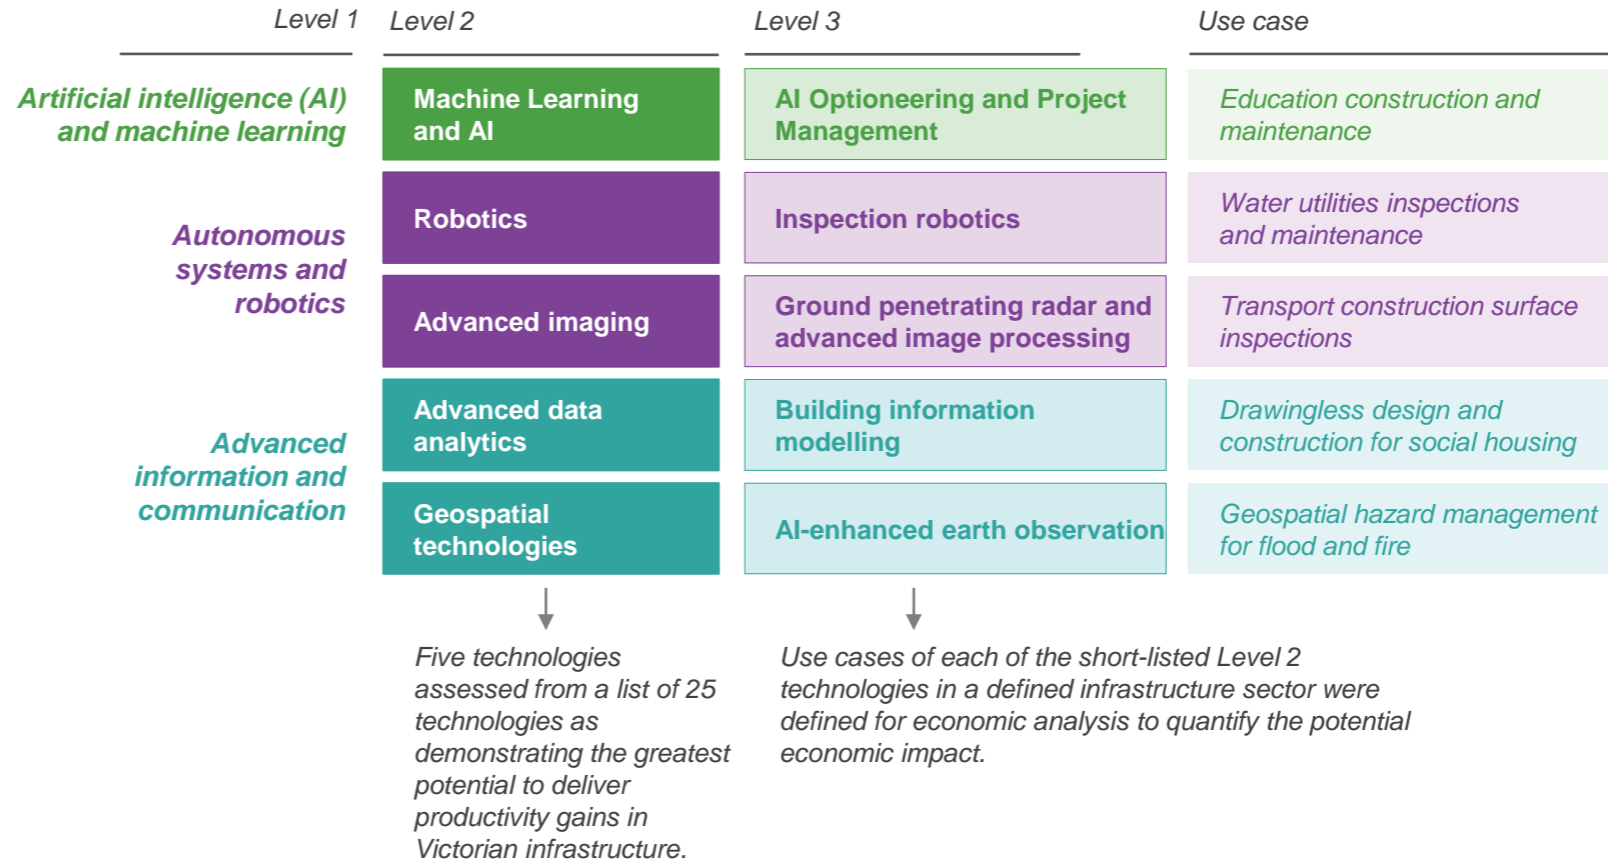 Level 1
Level 2
Level 3
Use case
Artificial intelligence (AI)
and machine learning
Machine Learning
and AI
AI Optioneering and Project
Management
Education construction and
maintenance
Autonomous
systems and
robotics
Robotics
Inspection robotics
Water utilities inspections
and maintenance
Advanced imaging
Ground penetrating radar and
advanced image processing
Transport construction surface
inspections
Advanced
information and
communication
Advanced data
analytics
Building information
modelling
Drawingless design and
construction for social housing
Geospatial
technologies
AI-enhanced earth observation
Geospatial hazard management
for flood and fire
Five technologies
assessed from a list of 25
technologies as
demonstrating the greatest
potential to deliver
productivity gains in
Victorian infrastructure.
Use cases of each of the short-listed Level 2
technologies in a defined infrastructure sector were
defined for economic analysis to quantify the potential
economic impact.